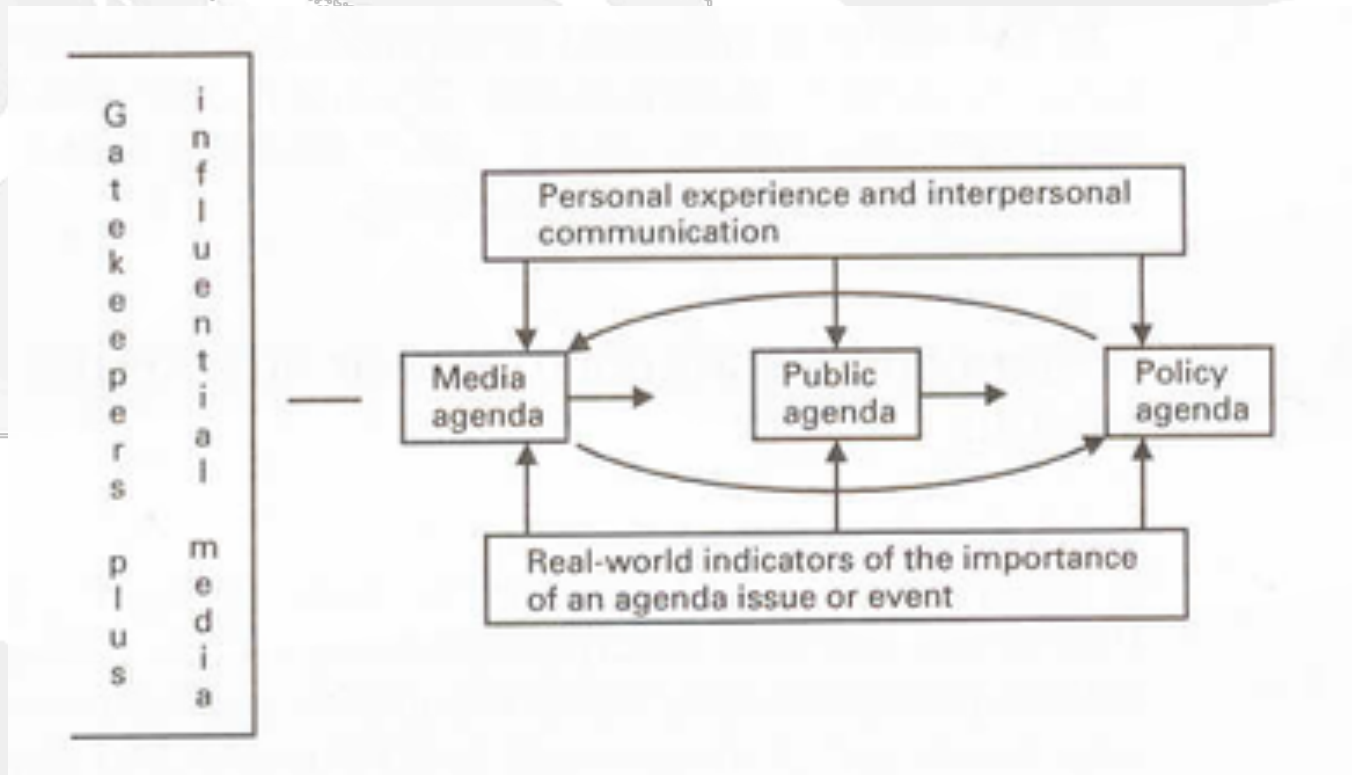 Gatekeepers plus
influential media
Personal experience and interpersonal
communication
Media
agenda
Public
agenda
Policy
agenda
Real-world indicators of the importance
of an agenda issue or event